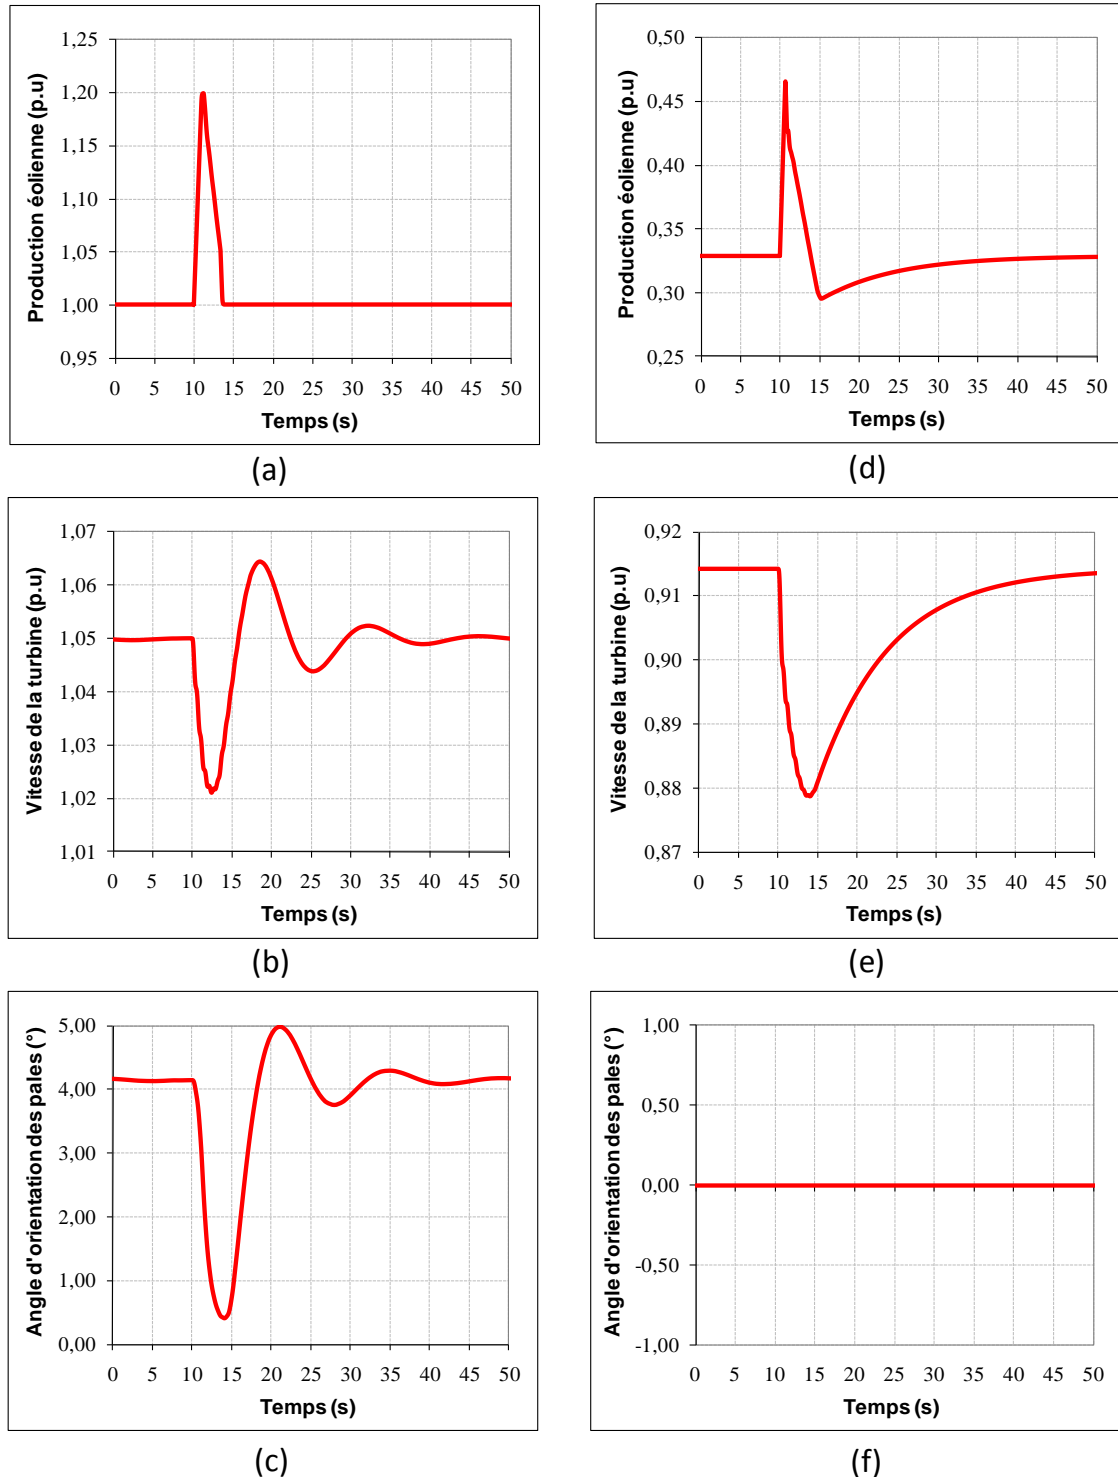 Production éolienne (p.u)
1,25
1,20
1,15
1,10
1,05
1,00
0,95
0 5 10 15 20 25 30 35 40 45 50
Temps (s)
(a)
Production éolienne (p.u)
0,50
0,45
0,40
0,35
0,30
0,25
0 5 10 15 20 25 30 35 40 45 50
Temps (s)
(d)
Vitesse de la turbine (p.u)
1,07
1,06
1,05
1,04
1,03
1,02
1,01
0 5 10 15 20 25 30 35 40 45 50
Temps (s)
(b)
Vitesse de la turbine (p.u)
0,92
0,91
0,90
0,89
0,88
0,87
0 5 10 15 20 25 30 35 40 45 50
Temps (s)
(e)
Angle d'orientation des pales (°)
5,00
4,00
3,00
2,00
1,00
0,00
0 5 10 15 20 25 30 35 40 45 50
Temps (s)
(c)
Angle d'orientation des pales (°)
1,00
0,50
0,00
-0,50
-1,00
0 5 10 15 20 25 30 35 40 45 50
Temps (s)
(f)